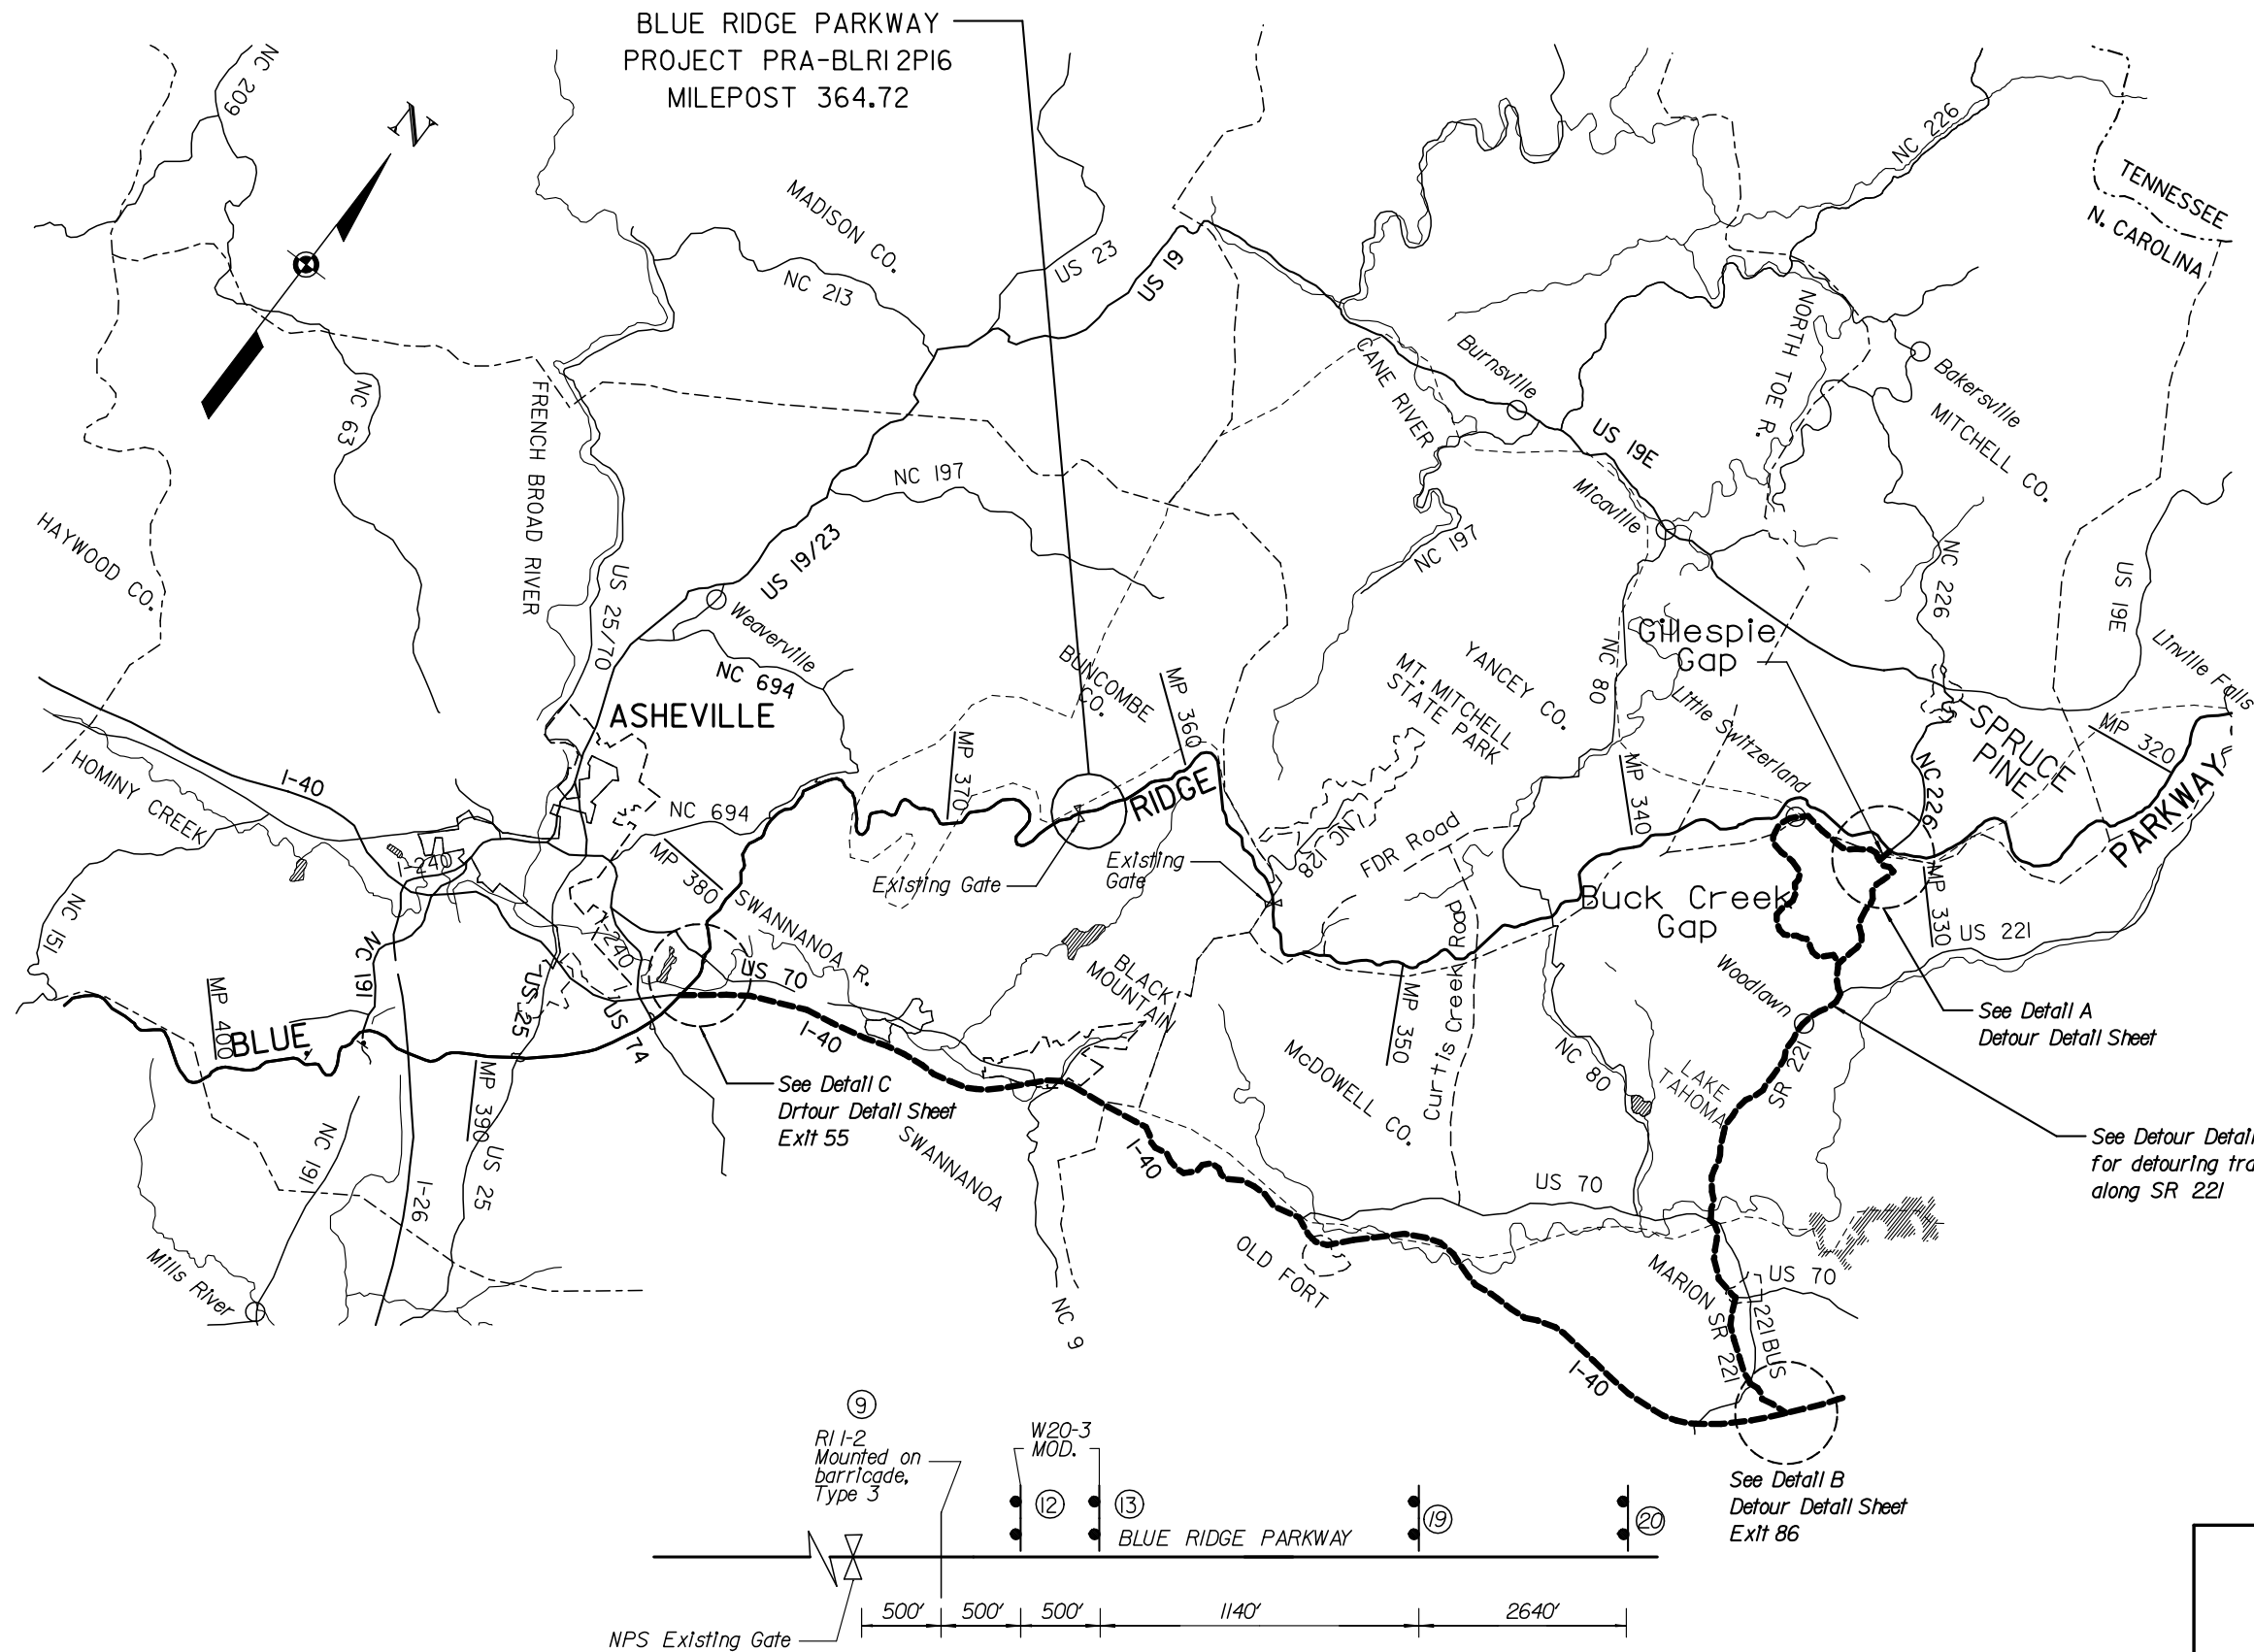 BLUE RIDGE PARKWAY
PROJECT PRA-BLRI 2P16
MILEPOST 364.72
N
NC 209
MADISON CO.
NC 213
US 23
US 19
NC 226
TENNESSEE
N. CAROLINA
NC 63
FRENCH BROAD RIVER
CANE RIVER
Burnsville
NORTH TOE R.
Bakersville
MITCHELL CO.
US 19E
NC 197
Micaville
NC 197
HAYWOOD CO.
US 25/70
US 19/23
Weaverville
NC 694
ASHEVILLE
BUNCOMBE
CO.
MP 360
MT. MITCHELL
STATE PARK
YANCEY CO.
NC 80
Gillespie
Gap
Little Switzerland
NC 226
US 19E
Linville Falls
SPRUCE
PINE
MP 320
PARKWAY
I-40
HOMINY CREEK
NC 694
MP 370
RIDGE
NC 128
FDR Road
MP 340
NC 226
I-240
MP 380
Existing Gate
Existing
Gate
Buck Creek
Gap
MP 330
US 221
NC 151
NC 191
SWANNANOA R.
I-240
US 70
BLACK
MOUNTAIN
Curtis Creek Road
Woodlawn
See Detail A
Detour Detail Sheet
MP 400
BLUE
US 25
US 74
I-40
MP 350
McDOWELL CO.
NC 80
LAKE
TAHOMA
SR 221
MP 390
See Detail C
Drtour Detail Sheet
Exit 55
SWANNANOA
I-40
See Detour Detail
for detouring tra
along SR 221
NC 191
US 25
I-26
US 70
Mills River
OLD FORT
MARION
SR 221
US 70
221 BUS
NC 9
I-40
See Detail B
Detour Detail Sheet
Exit 86
9
R11-2
Mounted on
barricade,
Type 3
W20-3
MOD.
12
13
19
20
BLUE RIDGE PARKWAY
500'
500'
500'
1140'
2640'
NPS Existing Gate